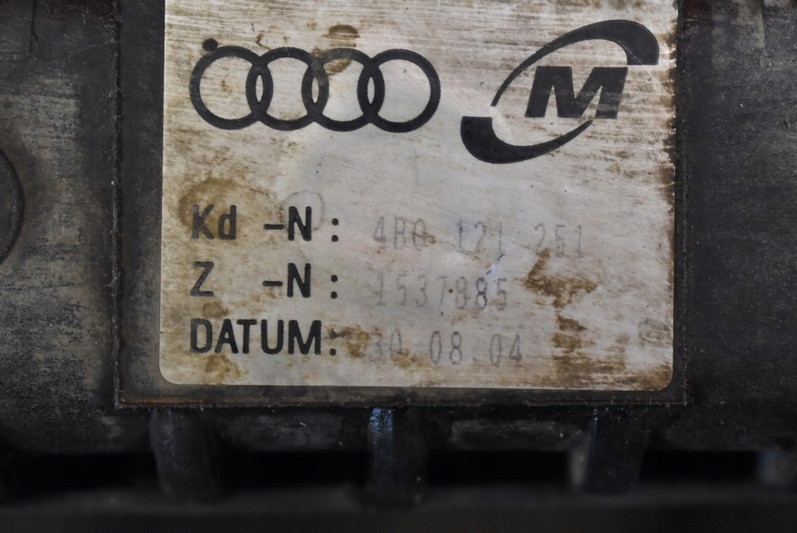 M
Kd -N: 4B0 121 251
Z -N: 1537885
DATUM: 30.08.04